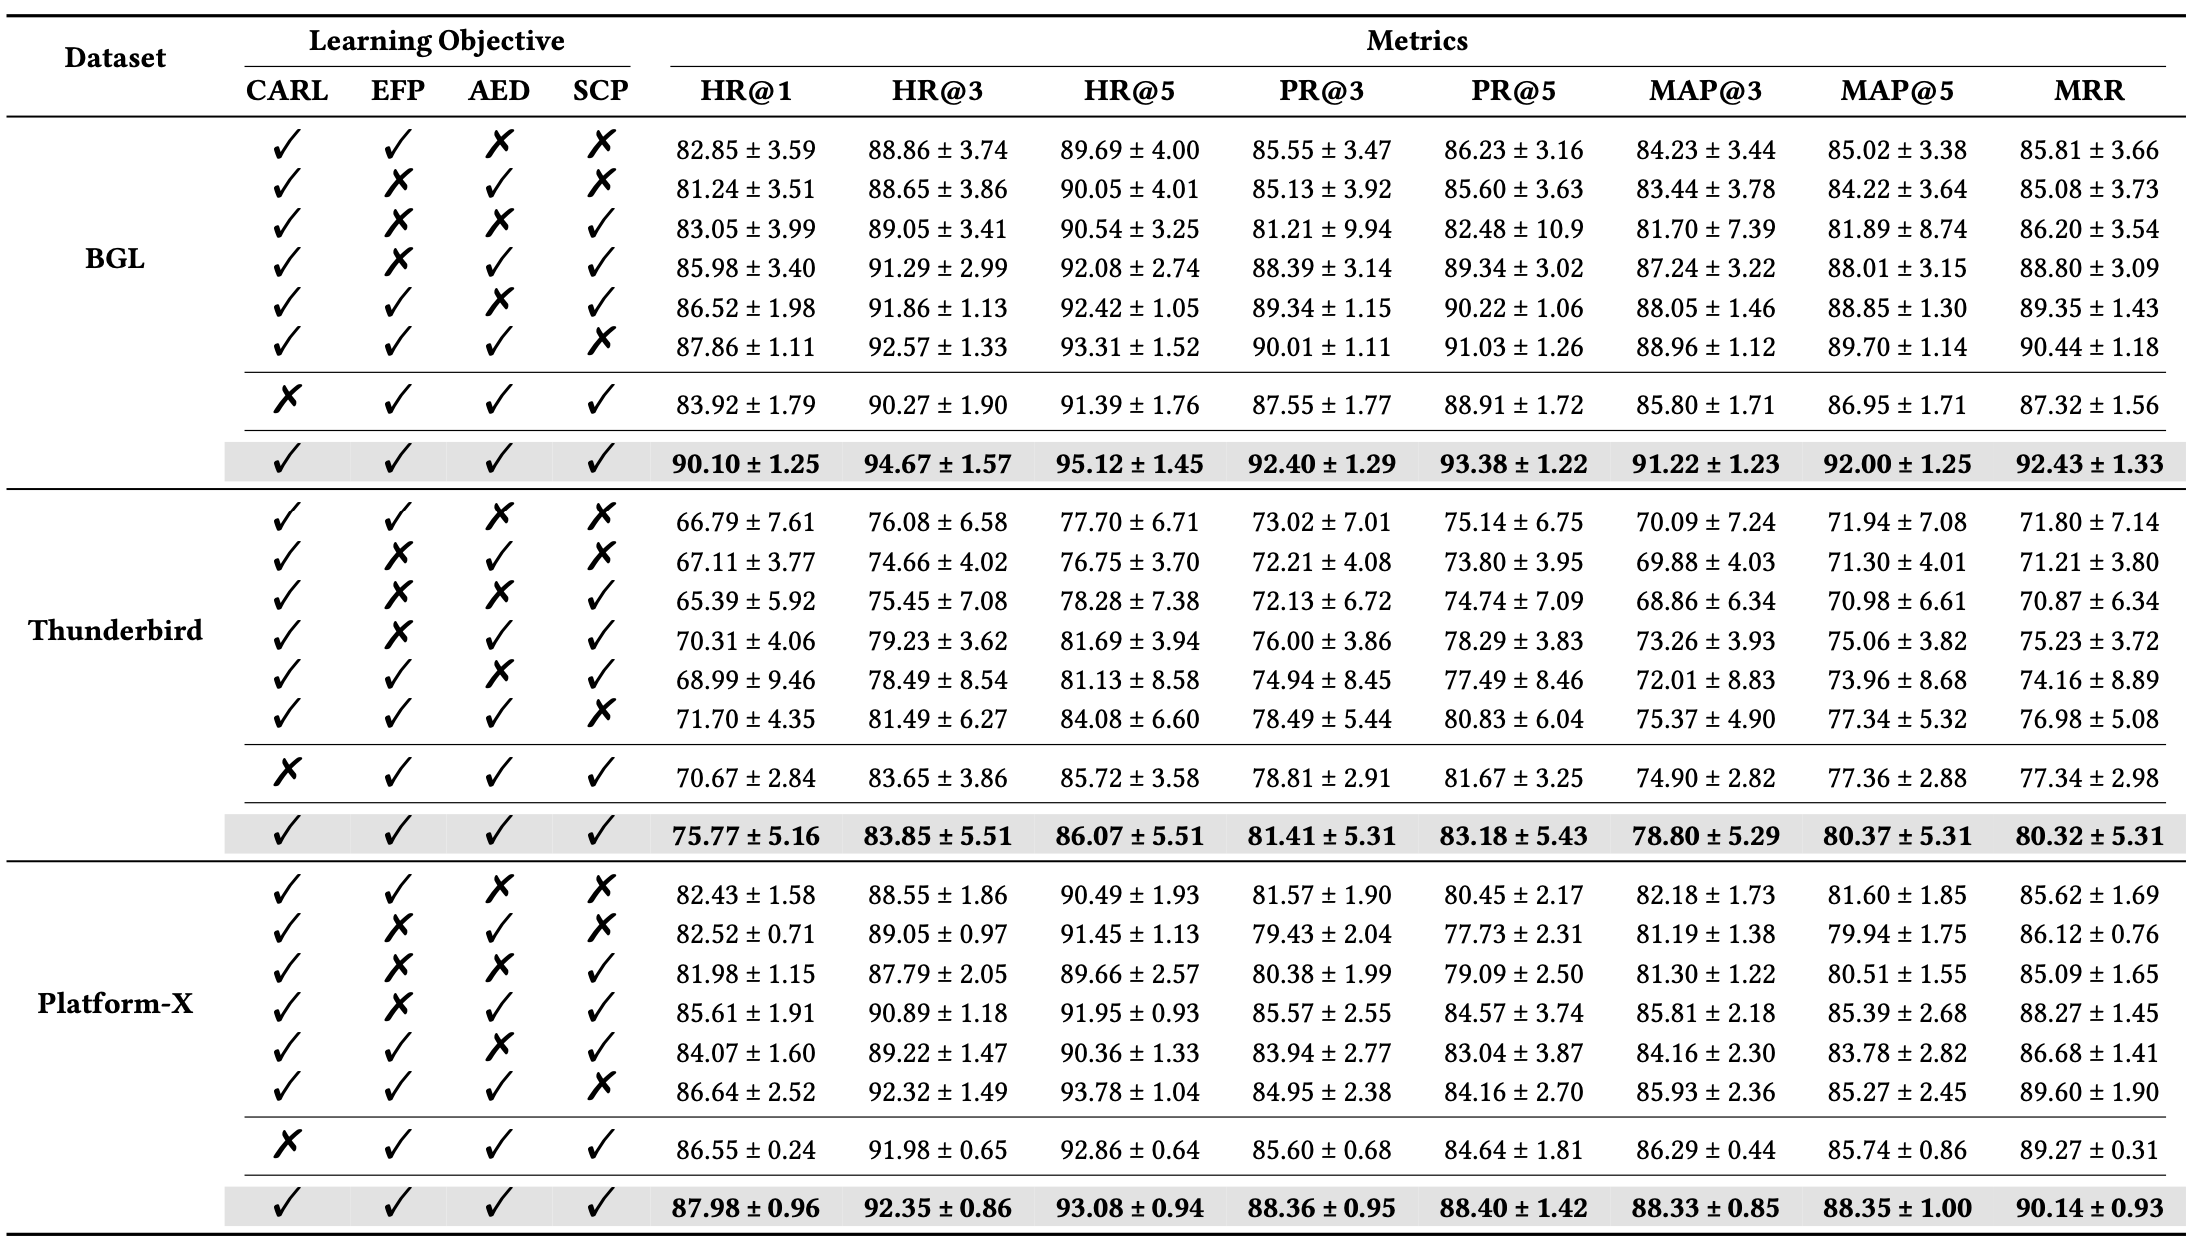 Dataset Learning Objective Metrics
CARL EFP AED SCP HR@1 HR@3 HR@5 PR@3 PR@5 MAP@3 MAP@5 MRR
✓ ✓ ✗ ✗ 82.85 ± 3.59 88.86 ± 3.74 89.69 ± 4.00 85.55 ± 3.47 86.23 ± 3.16 84.23 ± 3.44 85.02 ± 3.38 85.81 ± 3.66
✓ ✗ ✓ ✗ 81.24 ± 3.51 88.65 ± 3.86 90.05 ± 4.01 85.13 ± 3.92 85.60 ± 3.63 83.44 ± 3.78 84.22 ± 3.64 85.08 ± 3.73
✓ ✗ ✗ ✓ 83.05 ± 3.99 89.05 ± 3.41 90.54 ± 3.25 81.21 ± 9.94 82.48 ± 10.9 81.70 ± 7.39 81.89 ± 8.74 86.20 ± 3.54
BGL ✓ ✗ ✓ ✓ 85.98 ± 3.40 91.29 ± 2.99 92.08 ± 2.74 88.39 ± 3.14 89.34 ± 3.02 87.24 ± 3.22 88.01 ± 3.15 88.80 ± 3.09
✓ ✓ ✗ ✓ 86.52 ± 1.98 91.86 ± 1.13 92.42 ± 1.05 89.34 ± 1.15 90.22 ± 1.06 88.05 ± 1.46 88.85 ± 1.30 89.35 ± 1.43
✓ ✓ ✓ ✗ 87.86 ± 1.11 92.57 ± 1.33 93.31 ± 1.52 90.01 ± 1.11 91.03 ± 1.26 88.96 ± 1.12 89.70 ± 1.14 90.44 ± 1.18
✗ ✓ ✓ ✓ 83.92 ± 1.79 90.27 ± 1.90 91.39 ± 1.76 87.55 ± 1.77 88.91 ± 1.72 85.80 ± 1.71 86.95 ± 1.71 87.32 ± 1.56
✓ ✓ ✓ ✓ 90.10 ± 1.25 94.67 ± 1.57 95.12 ± 1.45 92.40 ± 1.29 93.38 ± 1.22 91.22 ± 1.23 92.00 ± 1.25 92.43 ± 1.33
✓ ✓ ✗ ✗ 66.79 ± 7.61 76.08 ± 6.58 77.70 ± 6.71 73.02 ± 7.01 75.14 ± 6.75 70.09 ± 7.24 71.94 ± 7.08 71.80 ± 7.14
✓ ✗ ✓ ✗ 67.11 ± 3.77 74.66 ± 4.02 76.75 ± 3.70 72.21 ± 4.08 73.80 ± 3.95 69.88 ± 4.03 71.30 ± 4.01 71.21 ± 3.80
✓ ✗ ✗ ✓ 65.39 ± 5.92 75.45 ± 7.08 78.28 ± 7.38 72.13 ± 6.72 74.74 ± 7.09 68.86 ± 6.34 70.98 ± 6.61 70.87 ± 6.34
Thunderbird ✓ ✗ ✓ ✓ 70.31 ± 4.06 79.23 ± 3.62 81.69 ± 3.94 76.00 ± 3.86 78.29 ± 3.83 73.26 ± 3.93 75.06 ± 3.82 75.23 ± 3.72
✓ ✓ ✗ ✓ 68.99 ± 9.46 78.49 ± 8.54 81.13 ± 8.58 74.94 ± 8.45 77.49 ± 8.46 72.01 ± 8.83 73.96 ± 8.68 74.16 ± 8.89
✓ ✓ ✓ ✗ 71.70 ± 4.35 81.49 ± 6.27 84.08 ± 6.60 78.49 ± 5.44 80.83 ± 6.04 75.37 ± 4.90 77.34 ± 5.32 76.98 ± 5.08
✗ ✓ ✓ ✓ 70.67 ± 2.84 83.65 ± 3.86 85.72 ± 3.58 78.81 ± 2.91 81.67 ± 3.25 74.90 ± 2.82 77.36 ± 2.88 77.34 ± 2.98
✓ ✓ ✓ ✓ 75.77 ± 5.16 83.85 ± 5.51 86.07 ± 5.51 81.41 ± 5.31 83.18 ± 5.43 78.80 ± 5.29 80.37 ± 5.31 80.32 ± 5.31
✓ ✓ ✗ ✗ 82.43 ± 1.58 88.55 ± 1.86 90.49 ± 1.93 81.57 ± 1.90 80.45 ± 2.17 82.18 ± 1.73 81.60 ± 1.85 85.62 ± 1.69
✓ ✗ ✓ ✗ 82.52 ± 0.71 89.05 ± 0.97 91.45 ± 1.13 79.43 ± 2.04 77.73 ± 2.31 81.19 ± 1.38 79.94 ± 1.75 86.12 ± 0.76
✓ ✗ ✗ ✓ 81.98 ± 1.15 87.79 ± 2.05 89.66 ± 2.57 80.38 ± 1.99 79.09 ± 2.50 81.30 ± 1.22 80.51 ± 1.55 85.09 ± 1.65
Platform-X ✓ ✗ ✓ ✓ 85.61 ± 1.91 90.89 ± 1.18 91.95 ± 0.93 85.57 ± 2.55 84.57 ± 3.74 85.81 ± 2.18 85.39 ± 2.68 88.27 ± 1.45
✓ ✓ ✗ ✓ 84.07 ± 1.60 89.22 ± 1.47 90.36 ± 1.33 83.94 ± 2.77 83.04 ± 3.87 84.16 ± 2.30 83.78 ± 2.82 86.68 ± 1.41
✓ ✓ ✓ ✗ 86.64 ± 2.52 92.32 ± 1.49 93.78 ± 1.04 84.95 ± 2.38 84.16 ± 2.70 85.93 ± 2.36 85.27 ± 2.45 89.60 ± 1.90
✗ ✓ ✓ ✓ 86.55 ± 0.24 91.98 ± 0.65 92.86 ± 0.64 85.60 ± 0.68 84.64 ± 1.81 86.29 ± 0.44 85.74 ± 0.86 89.27 ± 0.31
✓ ✓ ✓ ✓ 87.98 ± 0.96 92.35 ± 0.86 93.08 ± 0.94 88.36 ± 0.95 88.40 ± 1.42 88.33 ± 0.85 88.35 ± 1.00 90.14 ± 0.93